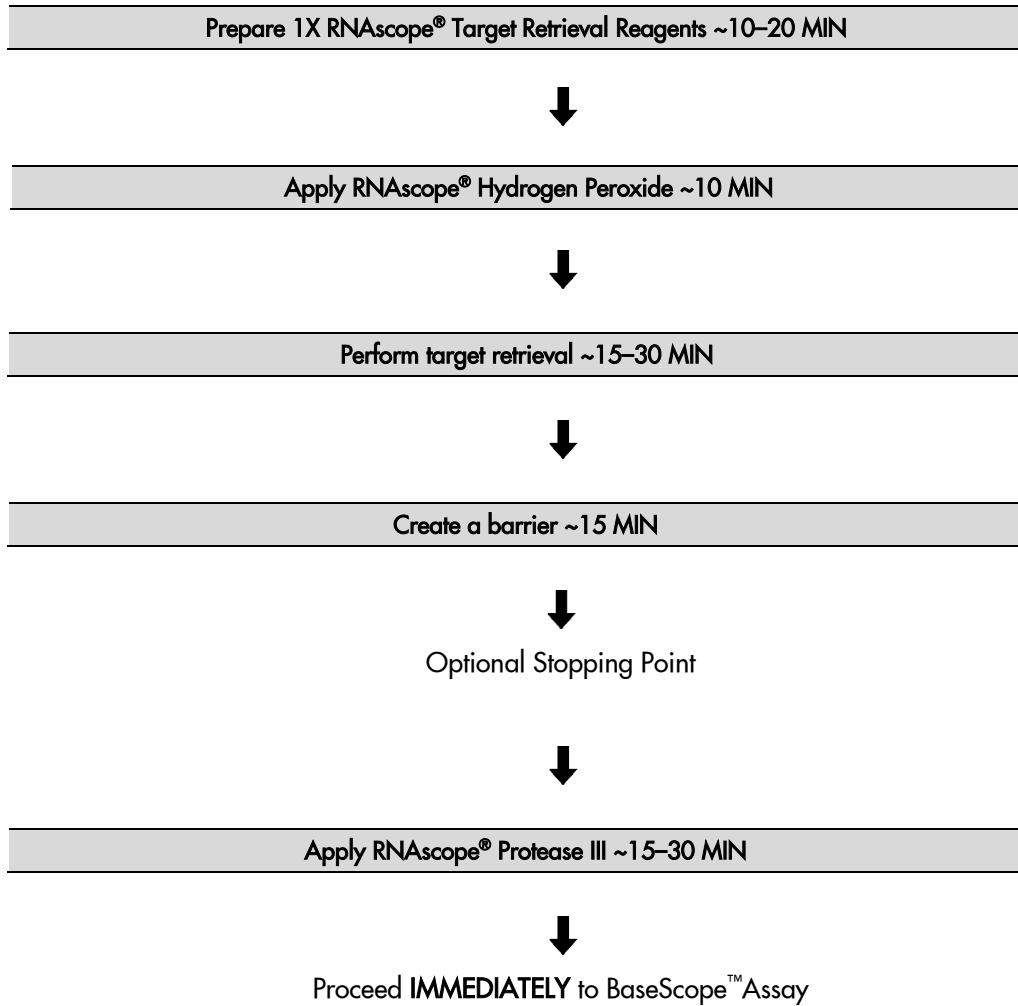 Prepare 1X RNAscope® Target Retrieval Reagents ~10–20 MIN
Apply RNAscope® Hydrogen Peroxide ~10 MIN
Perform target retrieval ~15–30 MIN
Create a barrier ~15 MIN
Optional Stopping Point
Apply RNAscope® Protease III ~15–30 MIN
Proceed IMMEDIATELY to BaseScope™Assay